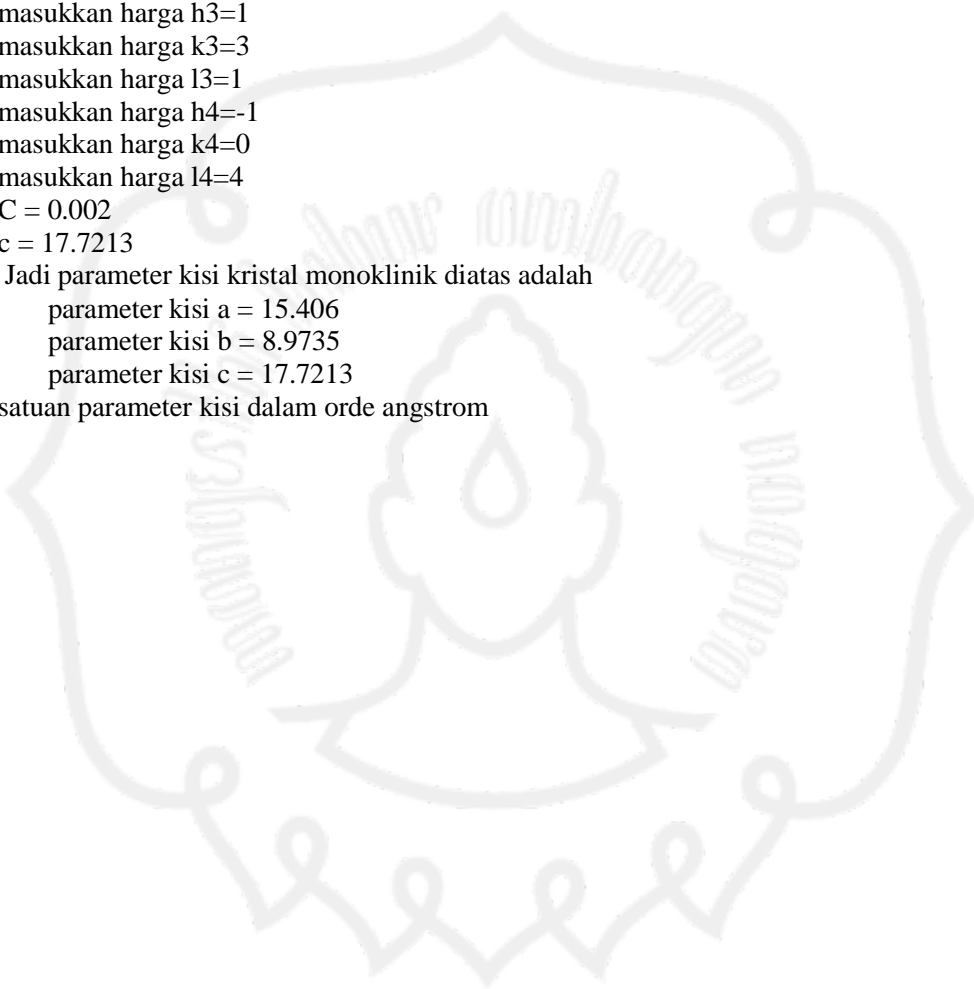 masukkan harga h3=1
masukkan harga k3=3
masukkan harga l3=1
masukkan harga h4=-1
masukkan harga k4=0
masukkan harga l4=4
C = 0.002
c = 17.7213
Jadi parameter kisi kristal monoklinik diatas adalah
parameter kisi a = 15.406
parameter kisi b = 8.9735
parameter kisi c = 17.7213
satuan parameter kisi dalam orde angstrom